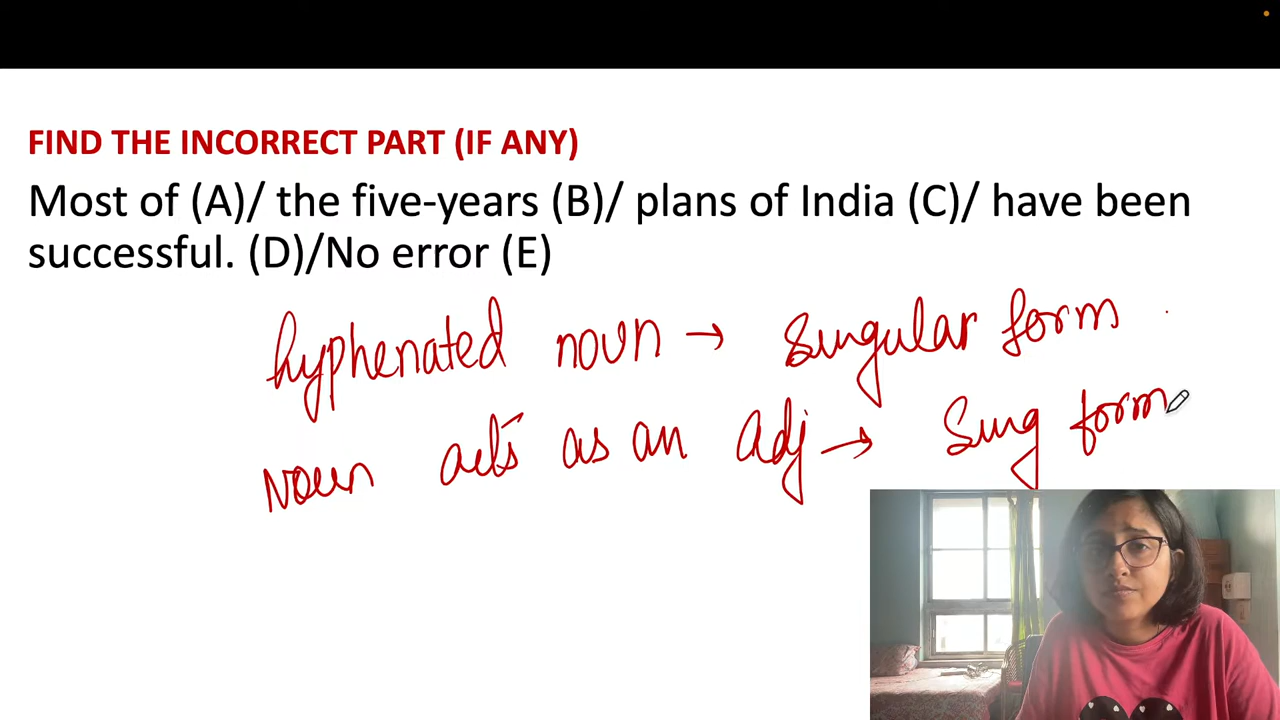 FIND THE INCORRECT PART (IF ANY)
Most of (A)/ the five-years (B)/ plans of India (C)/ have been
successful. (D)/No error (E)
hyphenated noun → Singular form
Noun acts as an Adj → Sing form